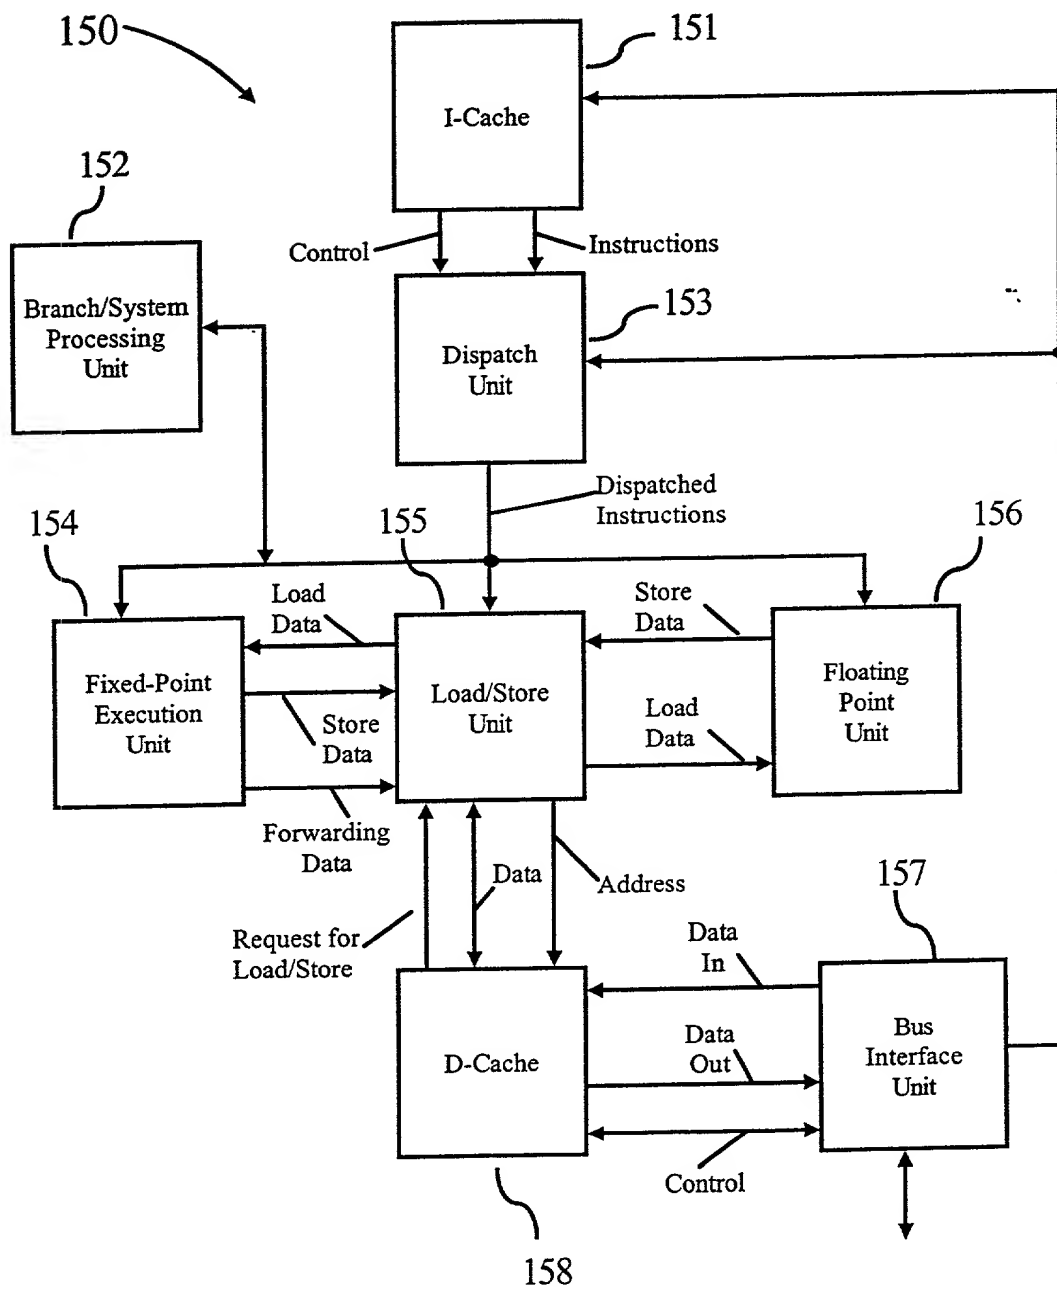 150
151
I-Cache
152
Control
Instructions
Branch/System
Processing
Unit
153
Dispatch
Unit
Dispatched
Instructions
154
155
156
Load
Data
Store
Data
Fixed-Point
Execution
Unit
Load/Store
Unit
Floating
Point
Unit
Store
Data
Load
Data
Forwarding
Data
Data
Address
157
Request for
Load/Store
Data
In
D-Cache
Data
Out
Bus
Interface
Unit
Control
158